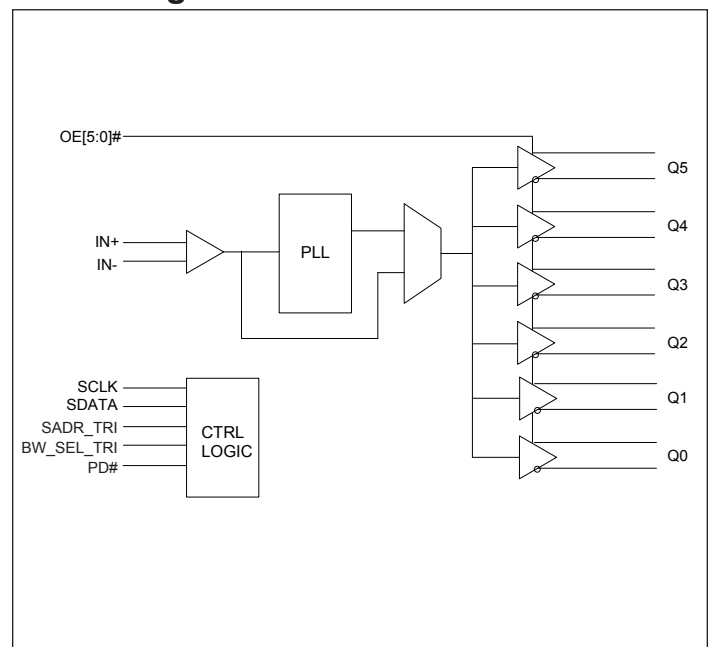 OE[5:0]#
Q5
Q4
IN+
IN-
PLL
Q3
Q2
SCLK
SDATA
SADR_TRI
BW_SEL_TRI
PD#
CTRL
LOGIC
Q1
Q0